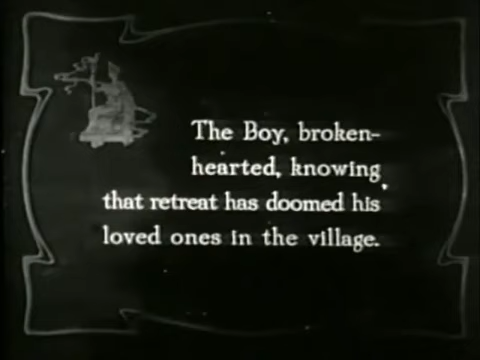 The Boy, broken-
hearted, knowing
that retreat has doomed his
loved ones in the village.